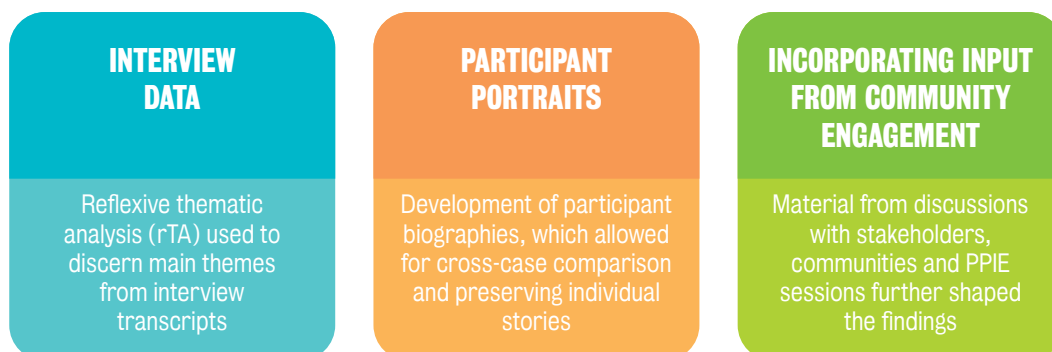 INTERVIEW
DATA
Reflexive thematic
analysis (rTA) used to
discern main themes
from interview
transcripts
PARTICIPANT
PORTRAITS
Development of participant
biographies, which allowed
for cross-case comparison
and preserving individual
stories
INCORPORATING INPUT
FROM COMMUNITY
ENGAGEMENT
Material from discussions
with stakeholders,
communities and PPIE
sessions further shaped
the findings